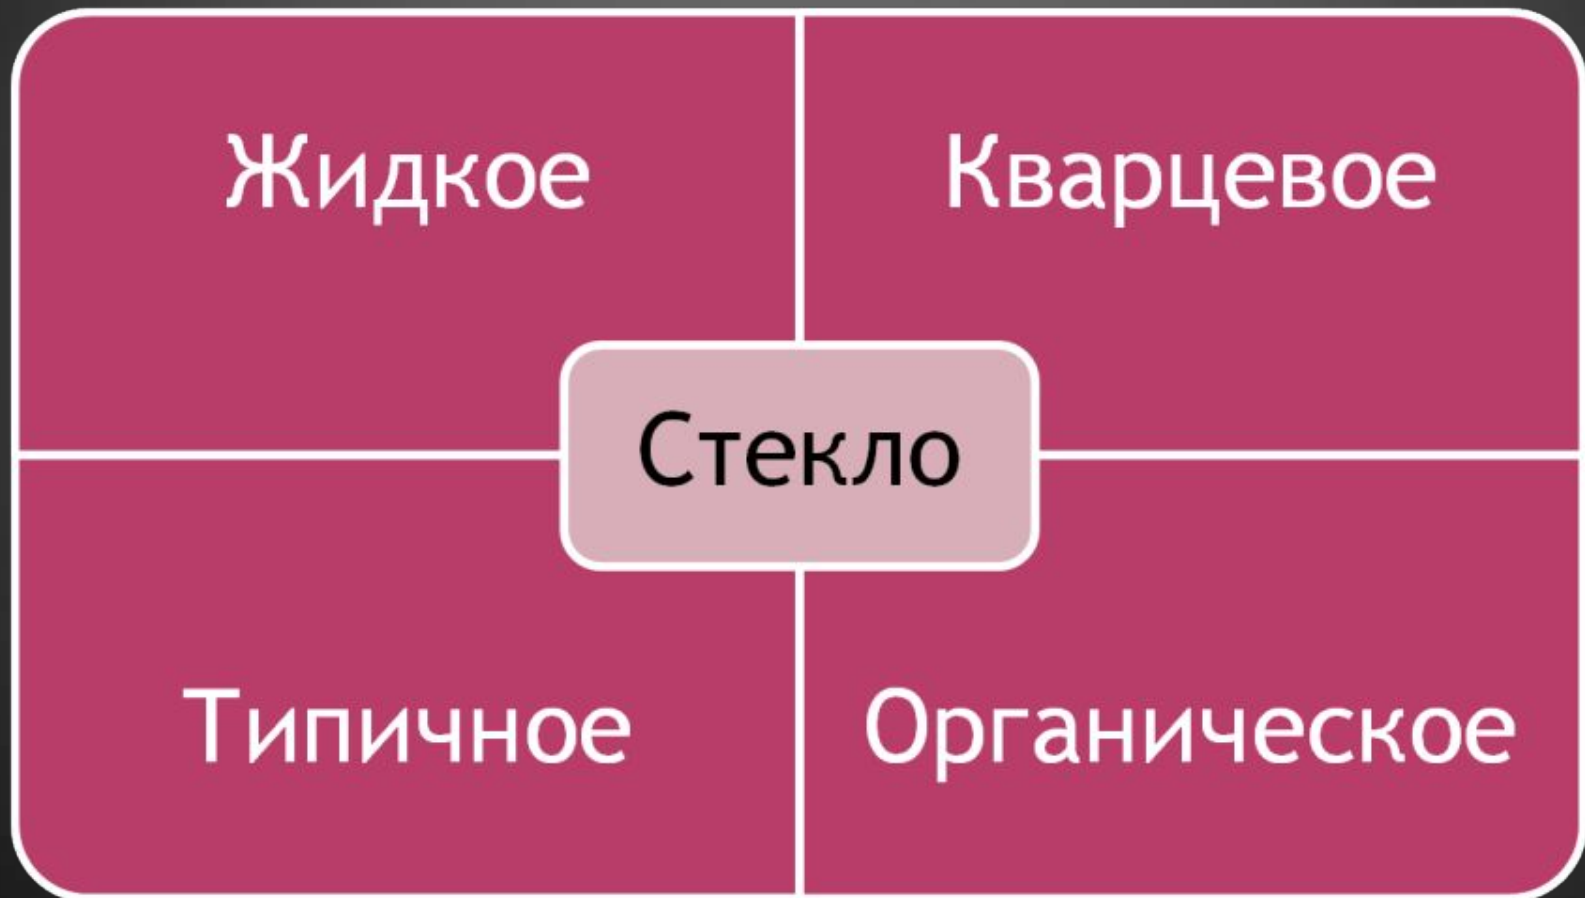 Жидкое
Кварцевое
Стекло
Типичное
Органическое